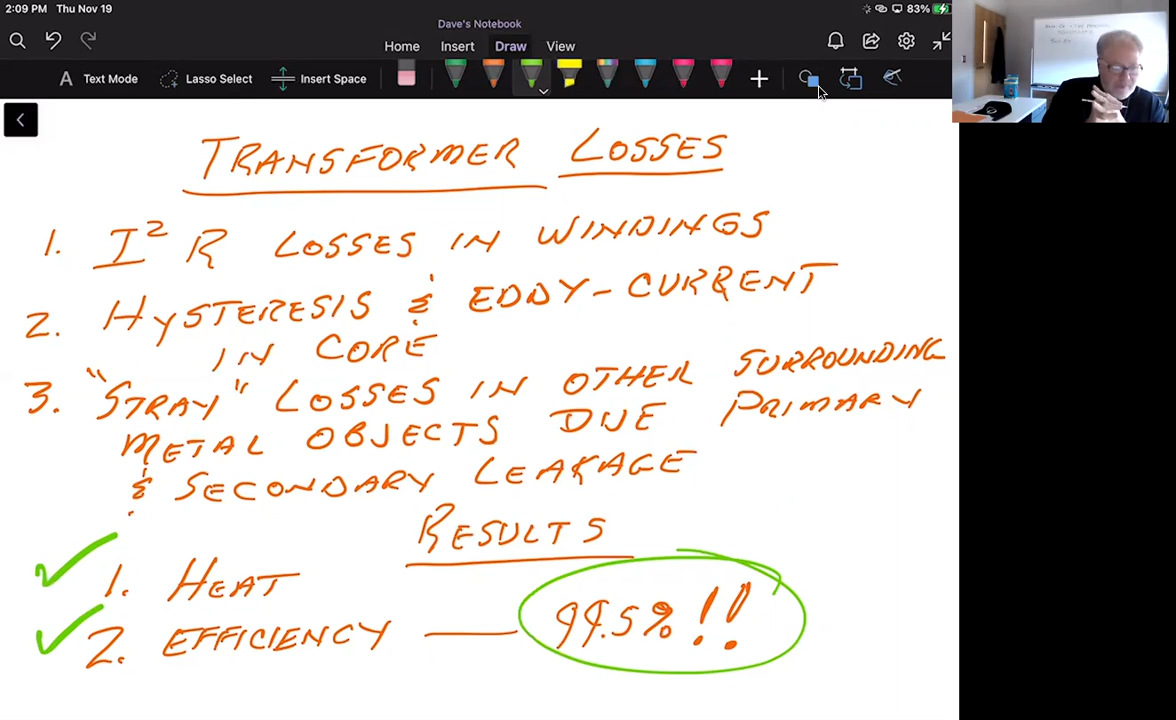 2:09 PM Thu Nov 19
83%
Dave's Notebook
Home Insert Draw View
Text Mode Lasso Select Insert Space
TRANSFORMER LOSSES
1. I² R LOSSES IN WINDINGS
2. HYSTERESIS & EDDY-CURRENT
IN CORE
3. "STRAY" LOSSES IN OTHER SURROUNDING
METAL OBJECTS DUE PRIMARY
& SECONDARY LEAKAGE
RESULTS
1. HEAT
2. EFFICIENCY — 99.5% !!